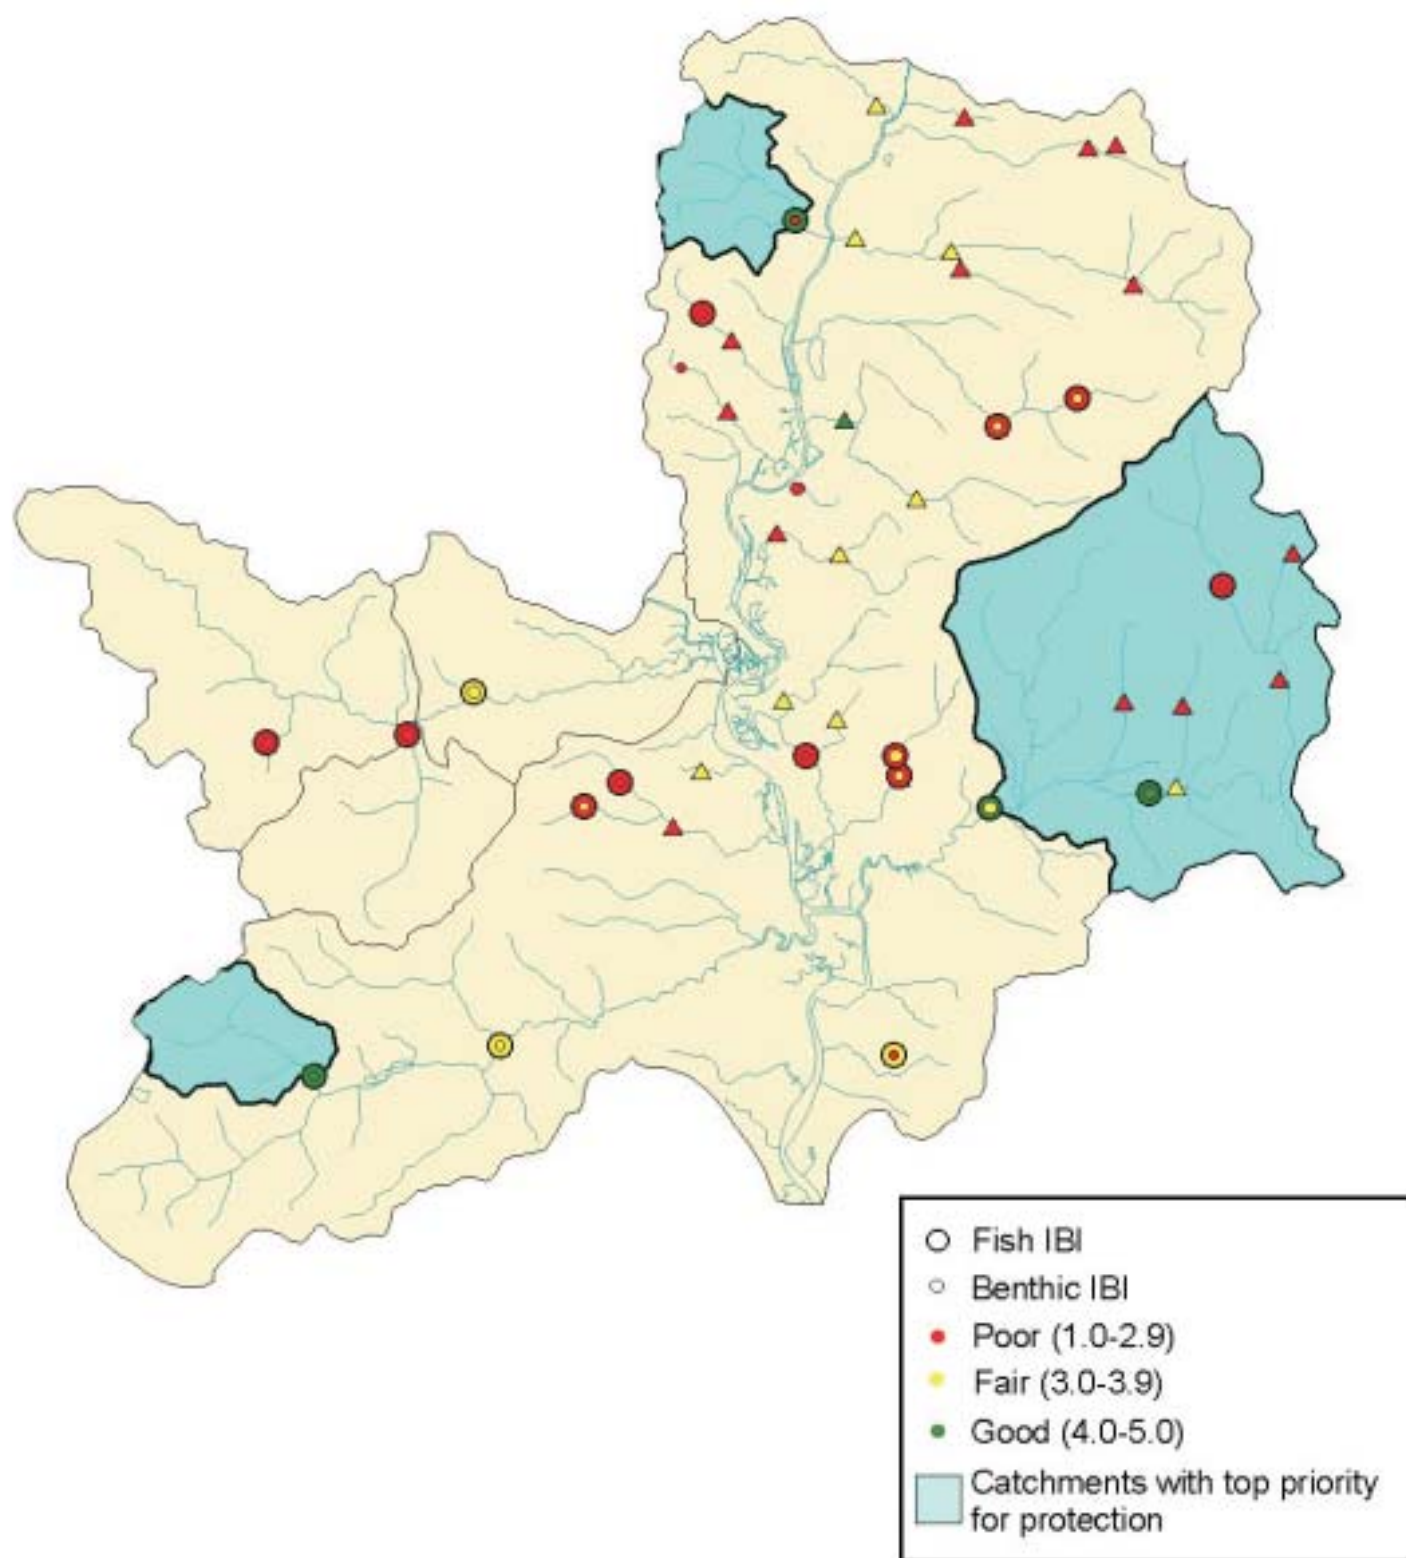 Fish IBI
Benthic IBI
Poor (1.0-2.9)
Fair (3.0-3.9)
Good (4.0-5.0)
Catchments with top priority
for protection